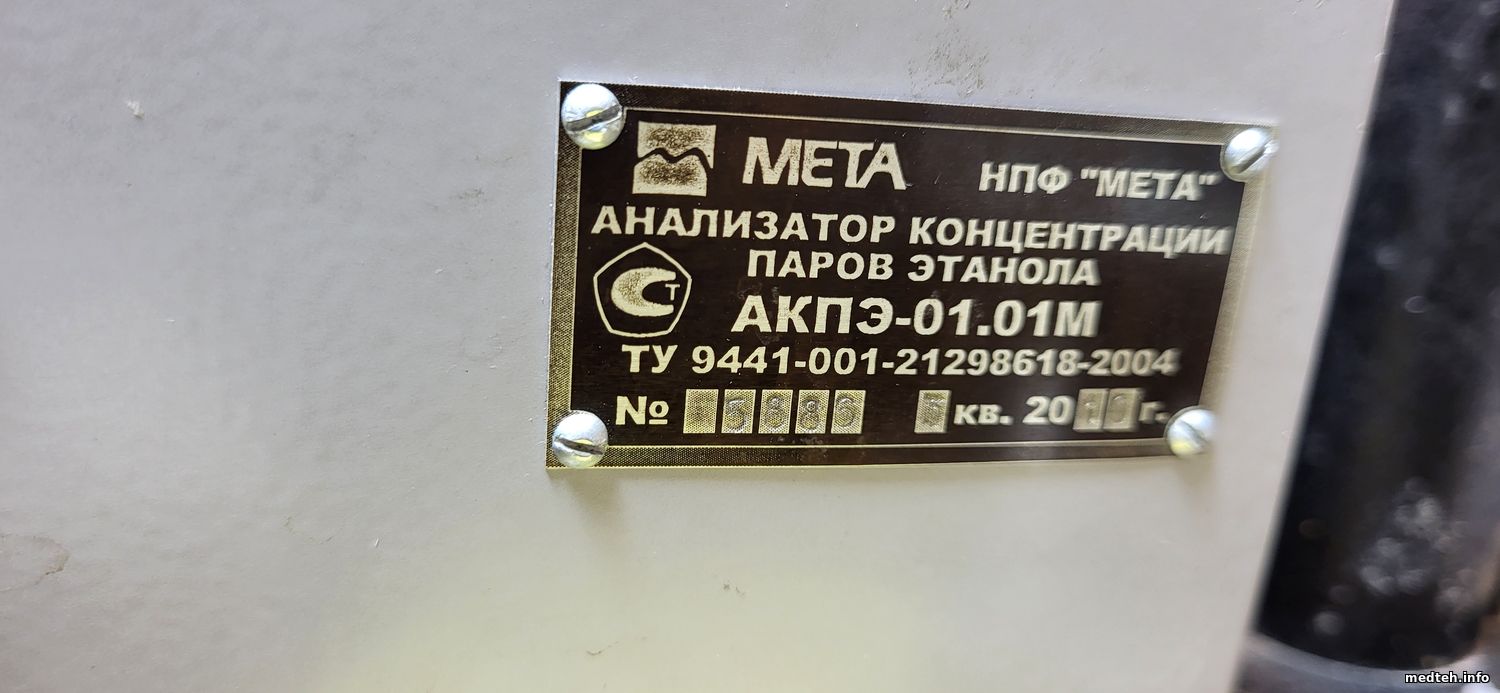 МЕТА НПФ "МЕТА"
АНАЛИЗАТОР КОНЦЕНТРАЦИИ
ПАРОВ ЭТАНОЛА
Ст
АКПЭ-01.01М
ТУ 9441-001-21298618-2004
№ кв. 20 г.
medteh.info